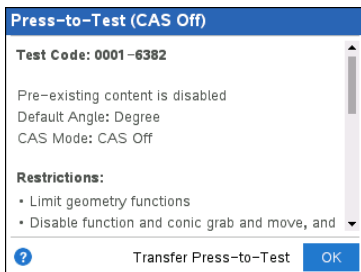 Press-to-Test (CAS Off)
Test Code: 0001-6382
Pre-existing content is disabled
Default Angle: Degree
CAS Mode: CAS Off
Restrictions:
• Limit geometry functions
• Disable function and conic grab and move, and
? Transfer Press-to-Test OK